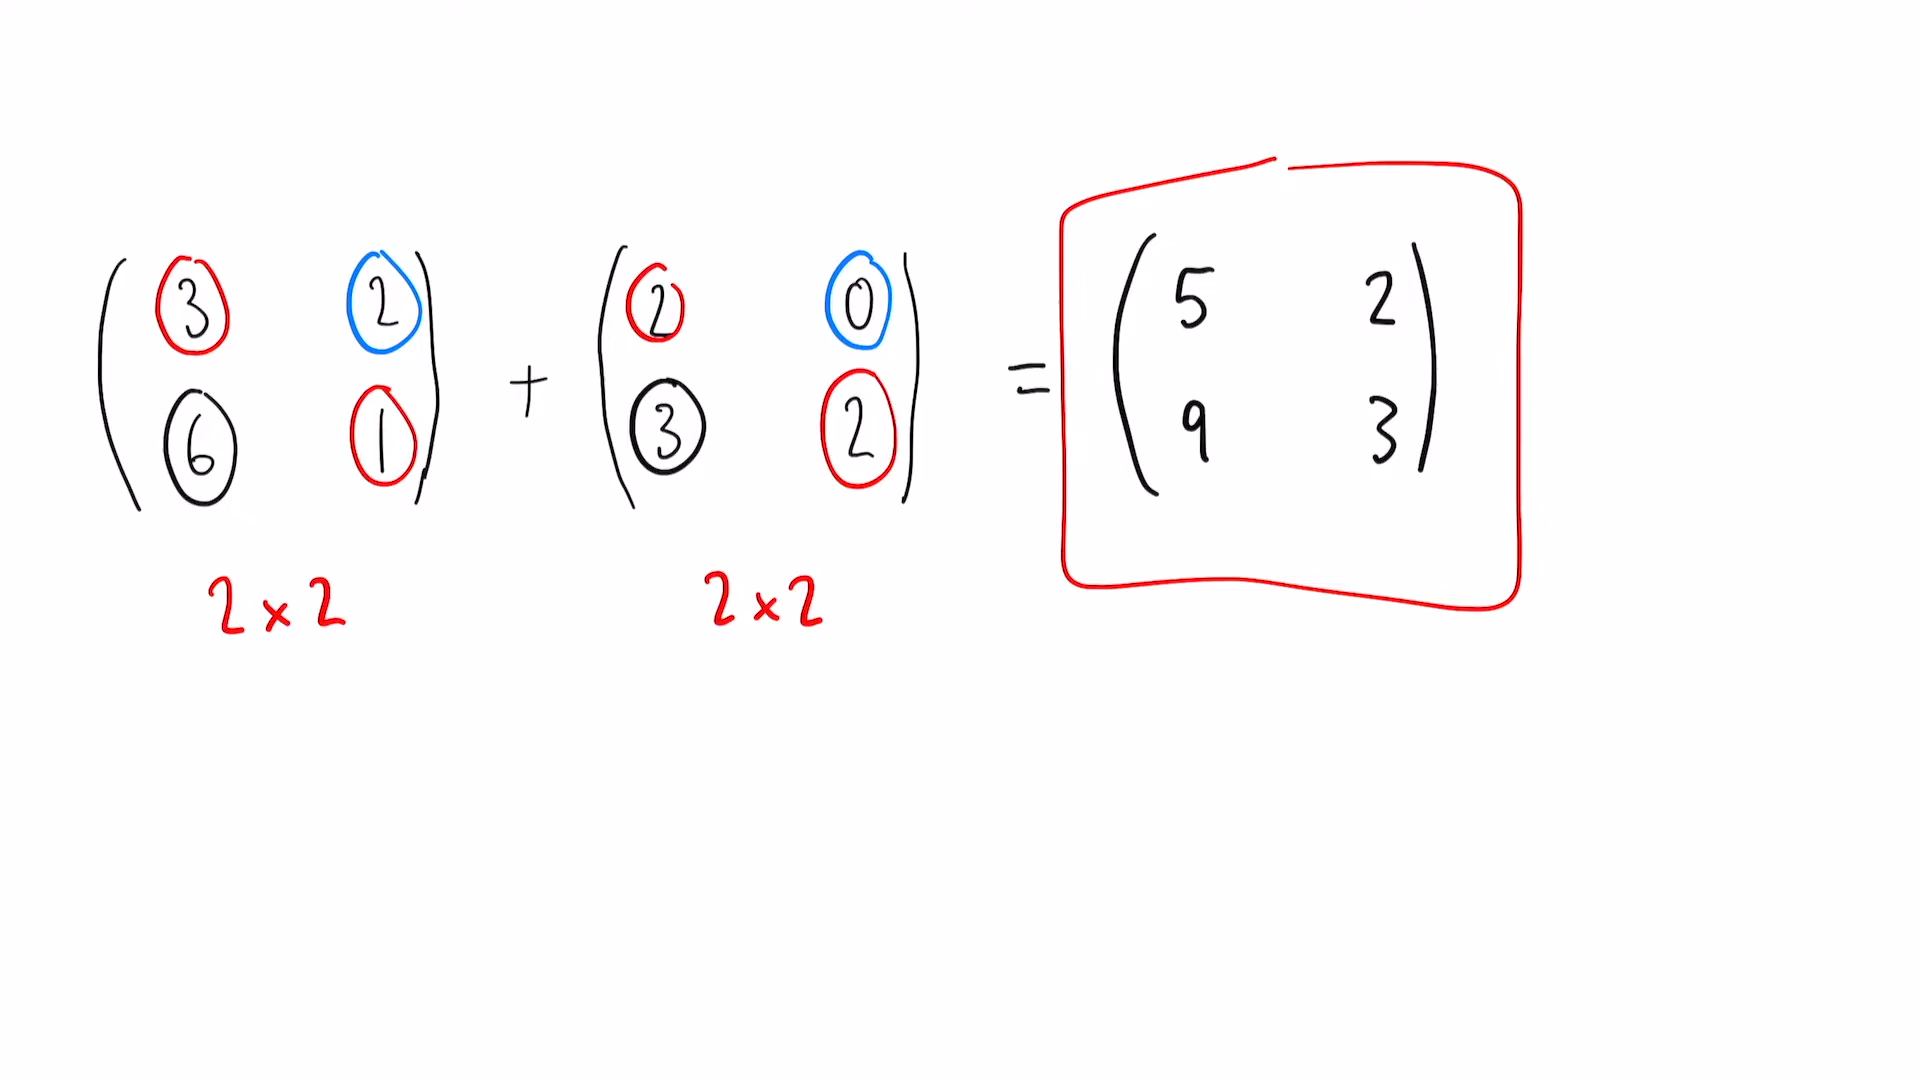 ( 3 2 ) + ( 2 0 ) = ( 5 2 )
( 6 1 ) ( 3 2 ) ( 9 3 )
2 x 2 2 x 2